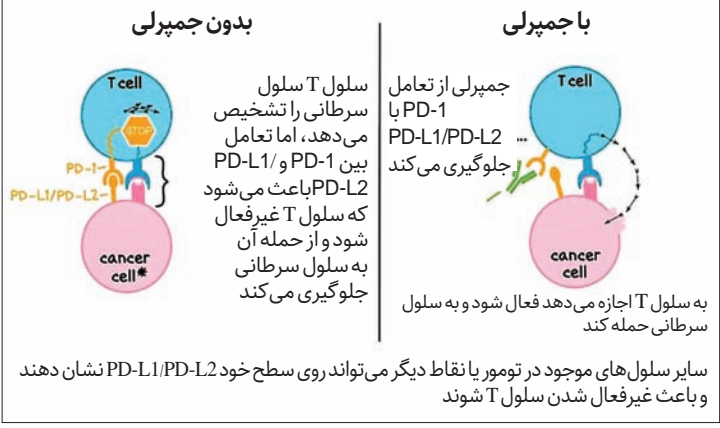 با جمپرلی
جمپرلی از تعامل
PD-1 با
PD-L1/PD-L2 ...
جلوگیری می‌کند
T cell
cancer
cell
به سلول T اجازه می‌دهد فعال شود و به سلول
سرطانی حمله کند
بدون جمپرلی
سلول T سلول
سرطانی را تشخیص
می‌دهد، اما تعامل
بین PD-1 و PD-L1/
PD-L2 باعث می‌شود
که سلول T غیرفعال
شود و از حمله آن
به سلول سرطانی
جلوگیری می‌کند
T cell
STOP
PD-1
PD-L1/PD-L2
cancer
cell*
سایر سلول‌های موجود در تومور یا نقاط دیگر می‌تواند روی سطح خود PD-L1/PD-L2 نشان دهند
و باعث غیرفعال شدن سلول T شوند